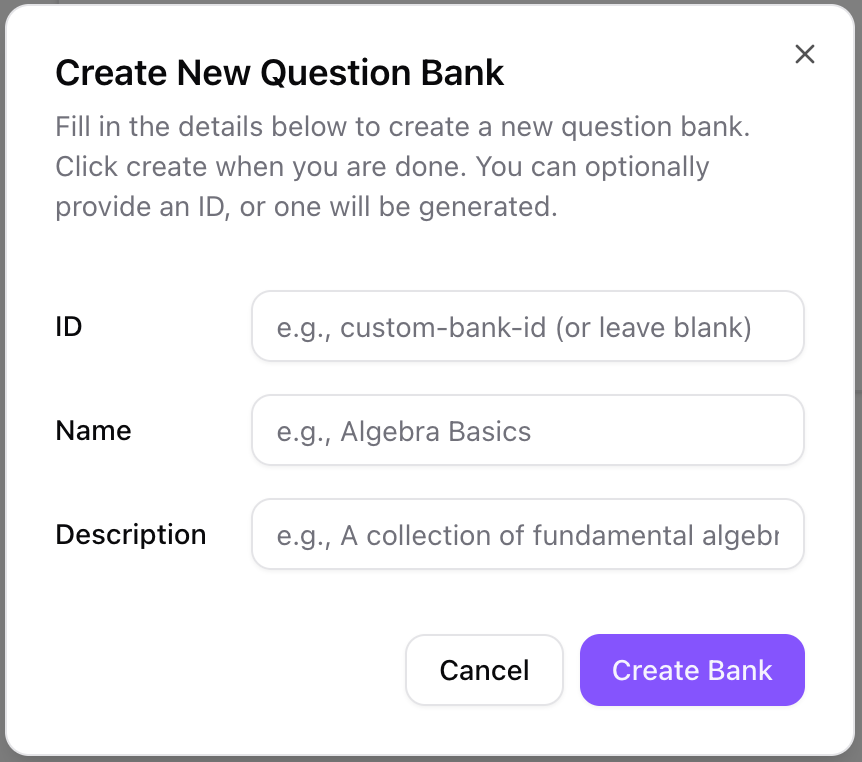 Create New Question Bank
Fill in the details below to create a new question bank.
Click create when you are done. You can optionally
provide an ID, or one will be generated.
ID
e.g., custom-bank-id (or leave blank)
Name
e.g., Algebra Basics
Description
e.g., A collection of fundamental algebr
Cancel
Create Bank